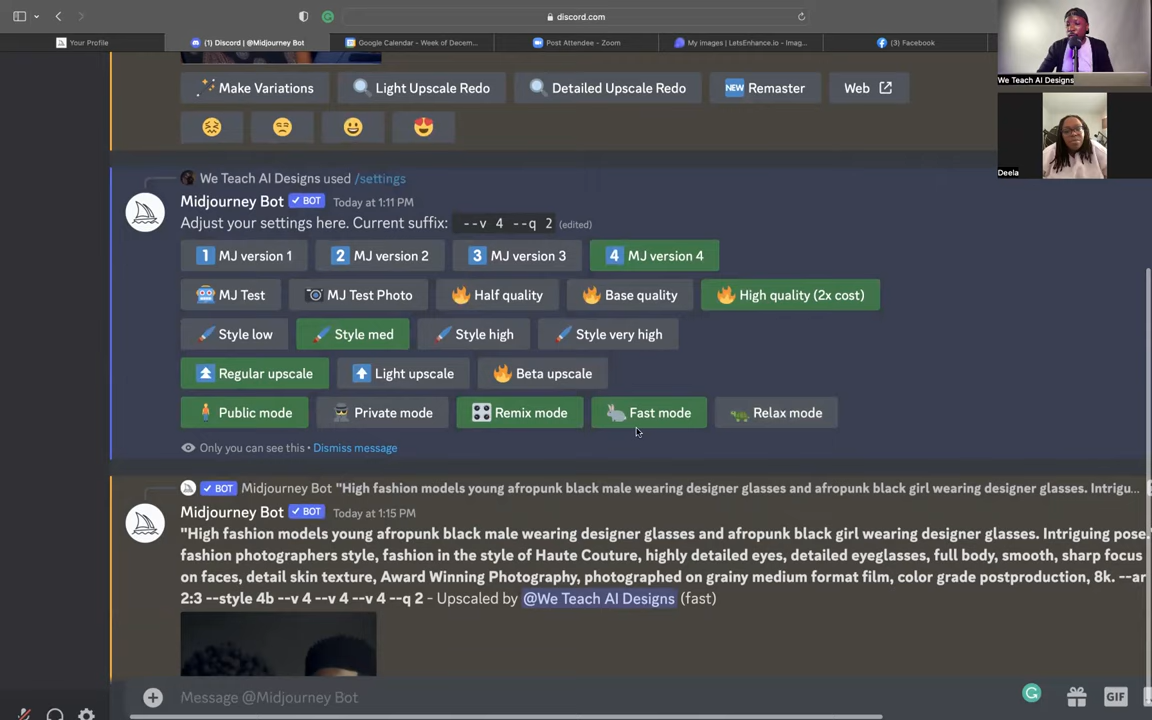 discord.com
Your Profile
(1) Discord | @Midjourney Bot
Google Calendar - Week of Decem...
Post Attendee - Zoom
My images | LetsEnhance.io - Imag...
(3) Facebook
We Teach AI Designs
Deela
Make Variations
Light Upscale Redo
Detailed Upscale Redo
NEW Remaster
Web
We Teach AI Designs used /settings
Midjourney Bot ✓ BOT Today at 1:11 PM
Adjust your settings here. Current suffix: --v 4 --q 2 (edited)
1 MJ version 1
2 MJ version 2
3 MJ version 3
4 MJ version 4
MJ Test
MJ Test Photo
Half quality
Base quality
High quality (2x cost)
Style low
Style med
Style high
Style very high
Regular upscale
Light upscale
Beta upscale
Public mode
Private mode
Remix mode
Fast mode
Relax mode
Only you can see this • Dismiss message
✓ BOT Midjourney Bot "High fashion models young afropunk black male wearing designer glasses and afropunk black girl wearing designer glasses. Intrigu...
Midjourney Bot ✓ BOT Today at 1:15 PM
"High fashion models young afropunk black male wearing designer glasses and afropunk black girl wearing designer glasses. Intriguing pose.
fashion photographers style, fashion in the style of Haute Couture, highly detailed eyes, detailed eyeglasses, full body, smooth, sharp focus
on faces, detail skin texture, Award Winning Photography, photographed on grainy medium format film, color grade postproduction, 8k. --ar
2:3 --style 4b --v 4 --v 4 --v 4 --q 2 - Upscaled by @We Teach AI Designs (fast)
Message @Midjourney Bot
GIF